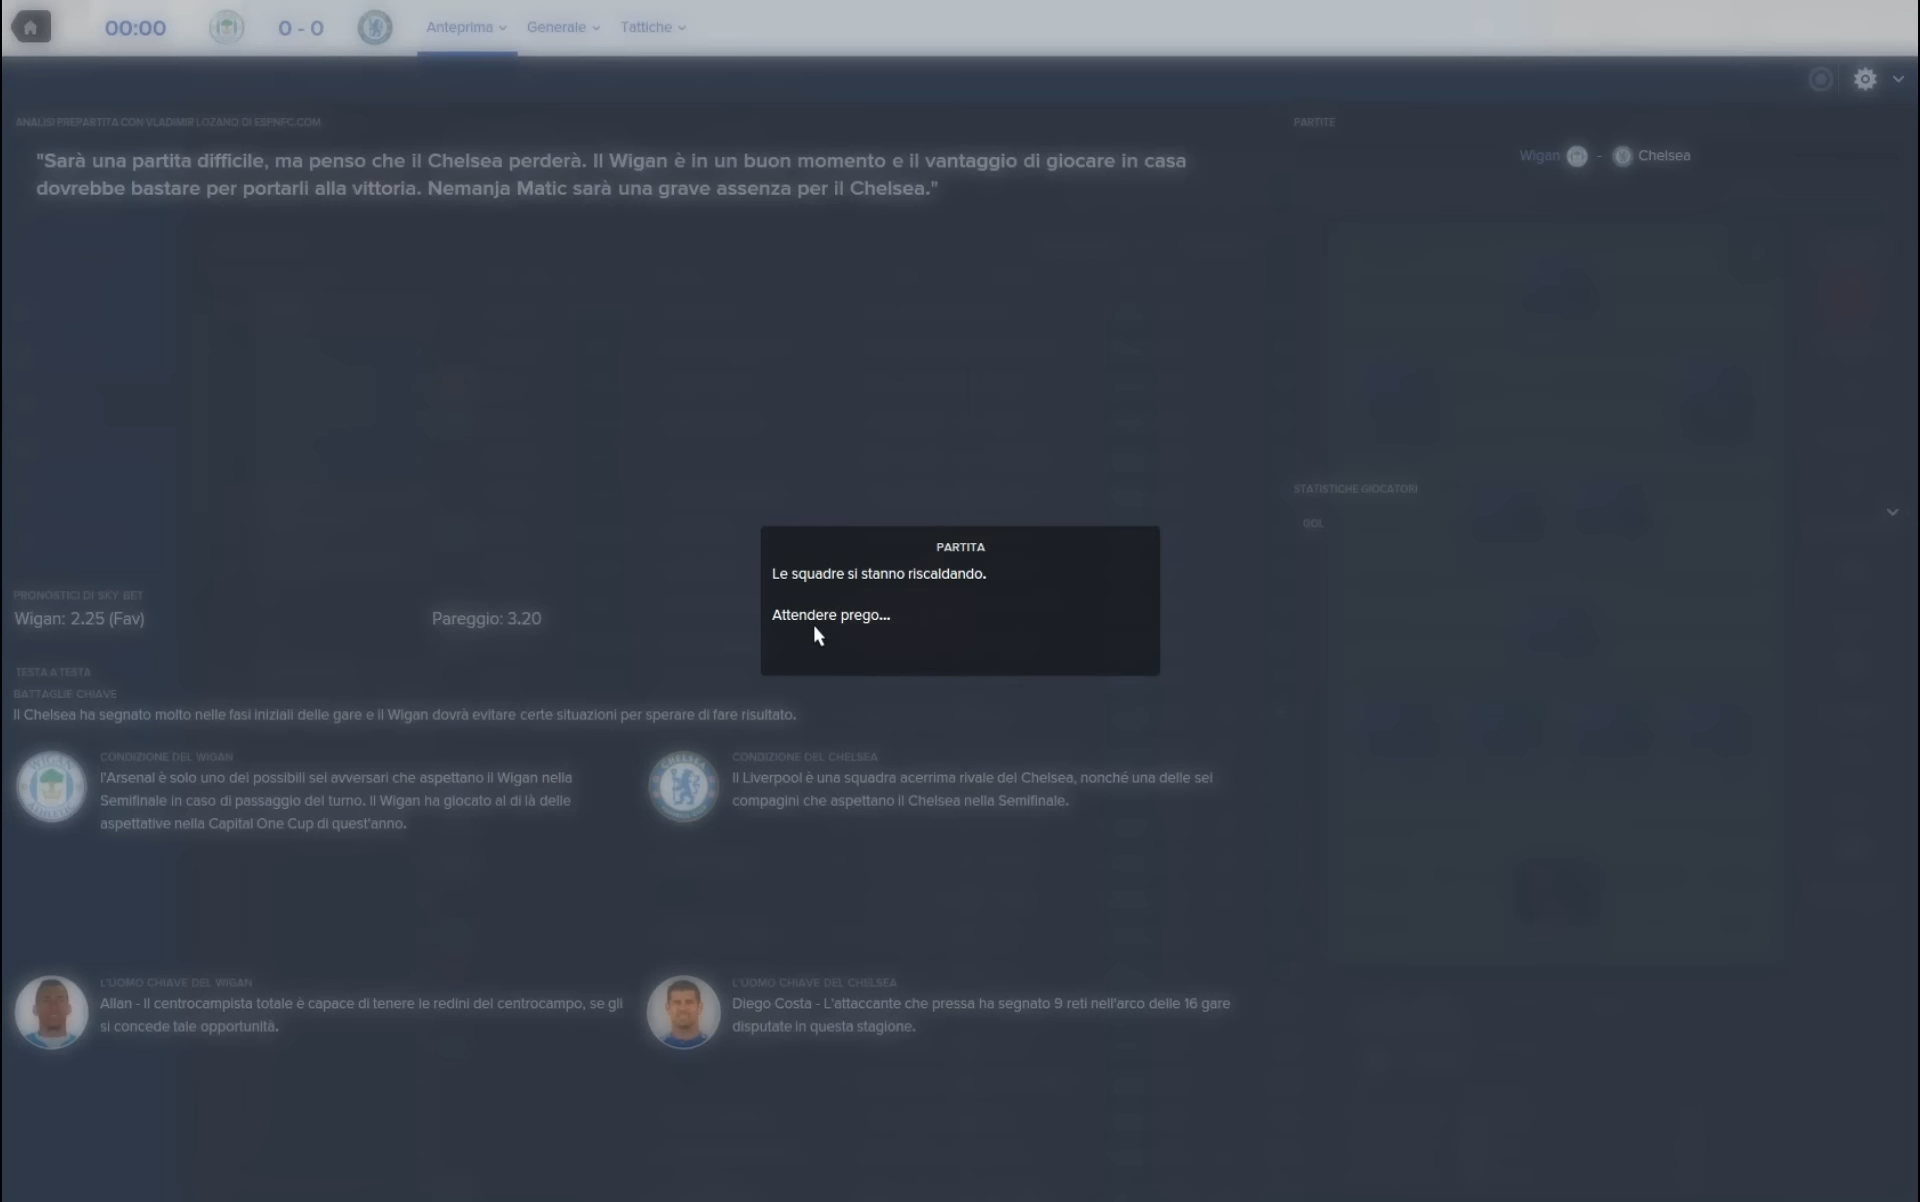 00:00
0 - 0
Anteprima
Generale
Tattiche
ANALISI PREPARTITA CON VLADIMIR LOZANO DI ESPNFC.COM
"Sarà una partita difficile, ma penso che il Chelsea perderà. Il Wigan è in un buon momento e il vantaggio di giocare in casa
dovrebbe bastare per portarli alla vittoria. Nemanja Matic sarà una grave assenza per il Chelsea."
PARTITE
Wigan - Chelsea
STATISTICHE GIOCATORI
GOL
PARTITA
Le squadre si stanno riscaldando.
Attendere prego...
PRONOSTICI DI SKY BET
Wigan: 2.25 (Fav)
Pareggio: 3.20
TESTA A TESTA
BATTAGLIE CHIAVE
Il Chelsea ha segnato molto nelle fasi iniziali delle gare e il Wigan dovrà evitare certe situazioni per sperare di fare risultato.
WIGAN
ATHLETIC
CONDIZIONE DEL WIGAN
l'Arsenal è solo uno dei possibili sei avversari che aspettano il Wigan nella
Semifinale in caso di passaggio del turno. Il Wigan ha giocato al di là delle
aspettative nella Capital One Cup di quest'anno.
CHELSEA
FOOTBALL CLUB
CONDIZIONE DEL CHELSEA
Il Liverpool è una squadra acerrima rivale del Chelsea, nonché una delle sei
compagini che aspettano il Chelsea nella Semifinale.
L'UOMO CHIAVE DEL WIGAN
Allan - Il centrocampista totale è capace di tenere le redini del centrocampo, se gli
si concede tale opportunità.
L'UOMO CHIAVE DEL CHELSEA
Diego Costa - L'attaccante che pressa ha segnato 9 reti nell'arco delle 16 gare
disputate in questa stagione.